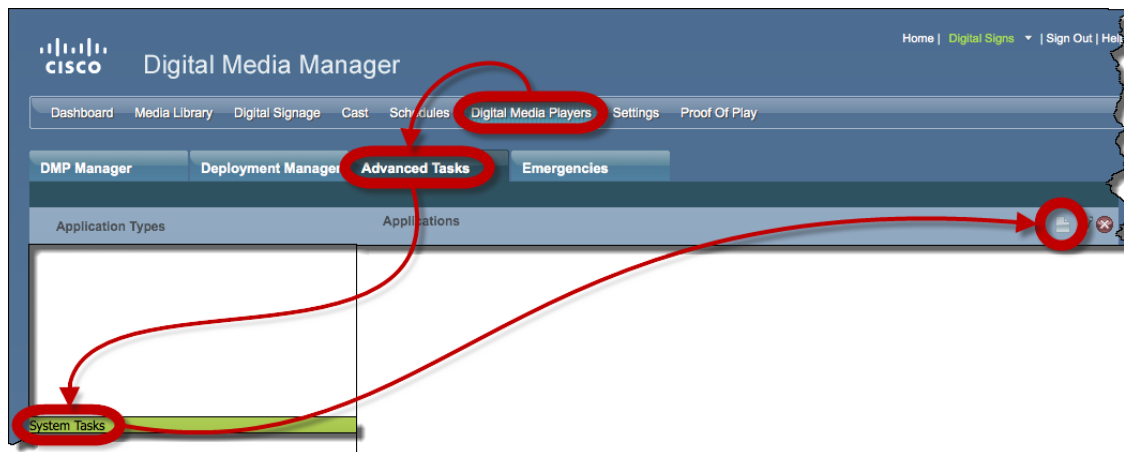 Home | Digital Signs | Sign Out |
CISCO Digital Media Manager
Dashboard Media Library Digital Signage Cast Schedules Digital Media Players Settings Proof Of Play
DMP Manager Deployment Manager Advanced Tasks Emergencies
Application Types Applications
System Tasks